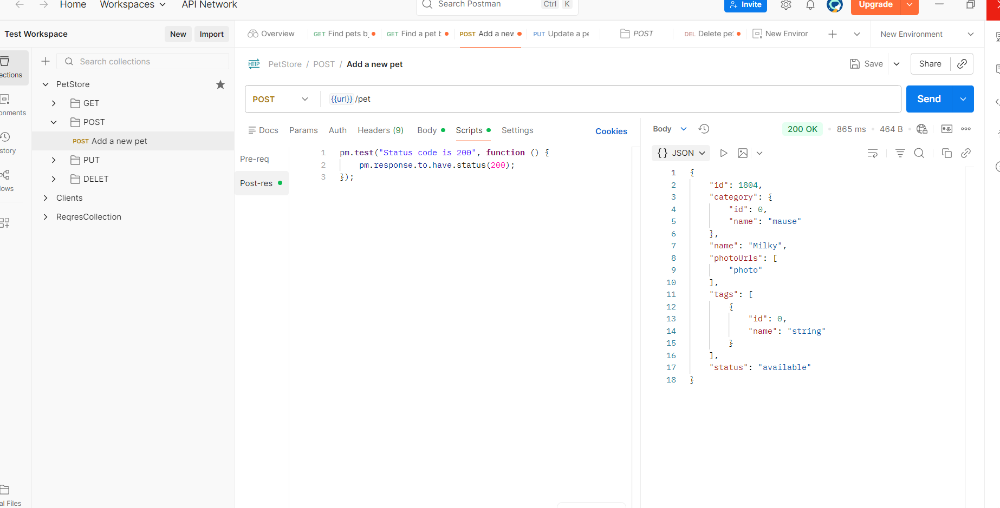 Home Workspaces API Network Search Postman Ctrl K Invite Upgrade
Test Workspace New Import Overview GET Find pets b POST Add a new PUT Update a pe POST DEL Delete pe New Environ New Environment
GET Find a pet b
ections
Search collections
PetStore / POST / Add a new pet Save Share
PetStore
GET
POST
POST Add a new pet
PUT
DELET
Clients
ReqresCollection
onments
story
lows
al Files
POST {{url}} /pet Send
Docs Params Auth Headers (9) Body Scripts Settings Cookies
Pre-req
Post-res
1 pm.test("Status code is 200", function () {
2 pm.response.to.have.status(200);
3 });
Body 200 OK 865 ms 464 B e.g.
{} JSON
1 {
2 "id": 1804,
3 "category": {
4 "id": 0,
5 "name": "mause"
6 },
7 "name": "Milky",
8 "photoUrls": [
9 "photo"
10 ],
11 "tags": [
12 {
13 "id": 0,
14 "name": "string"
15 }
16 ],
17 "status": "available"
18 }